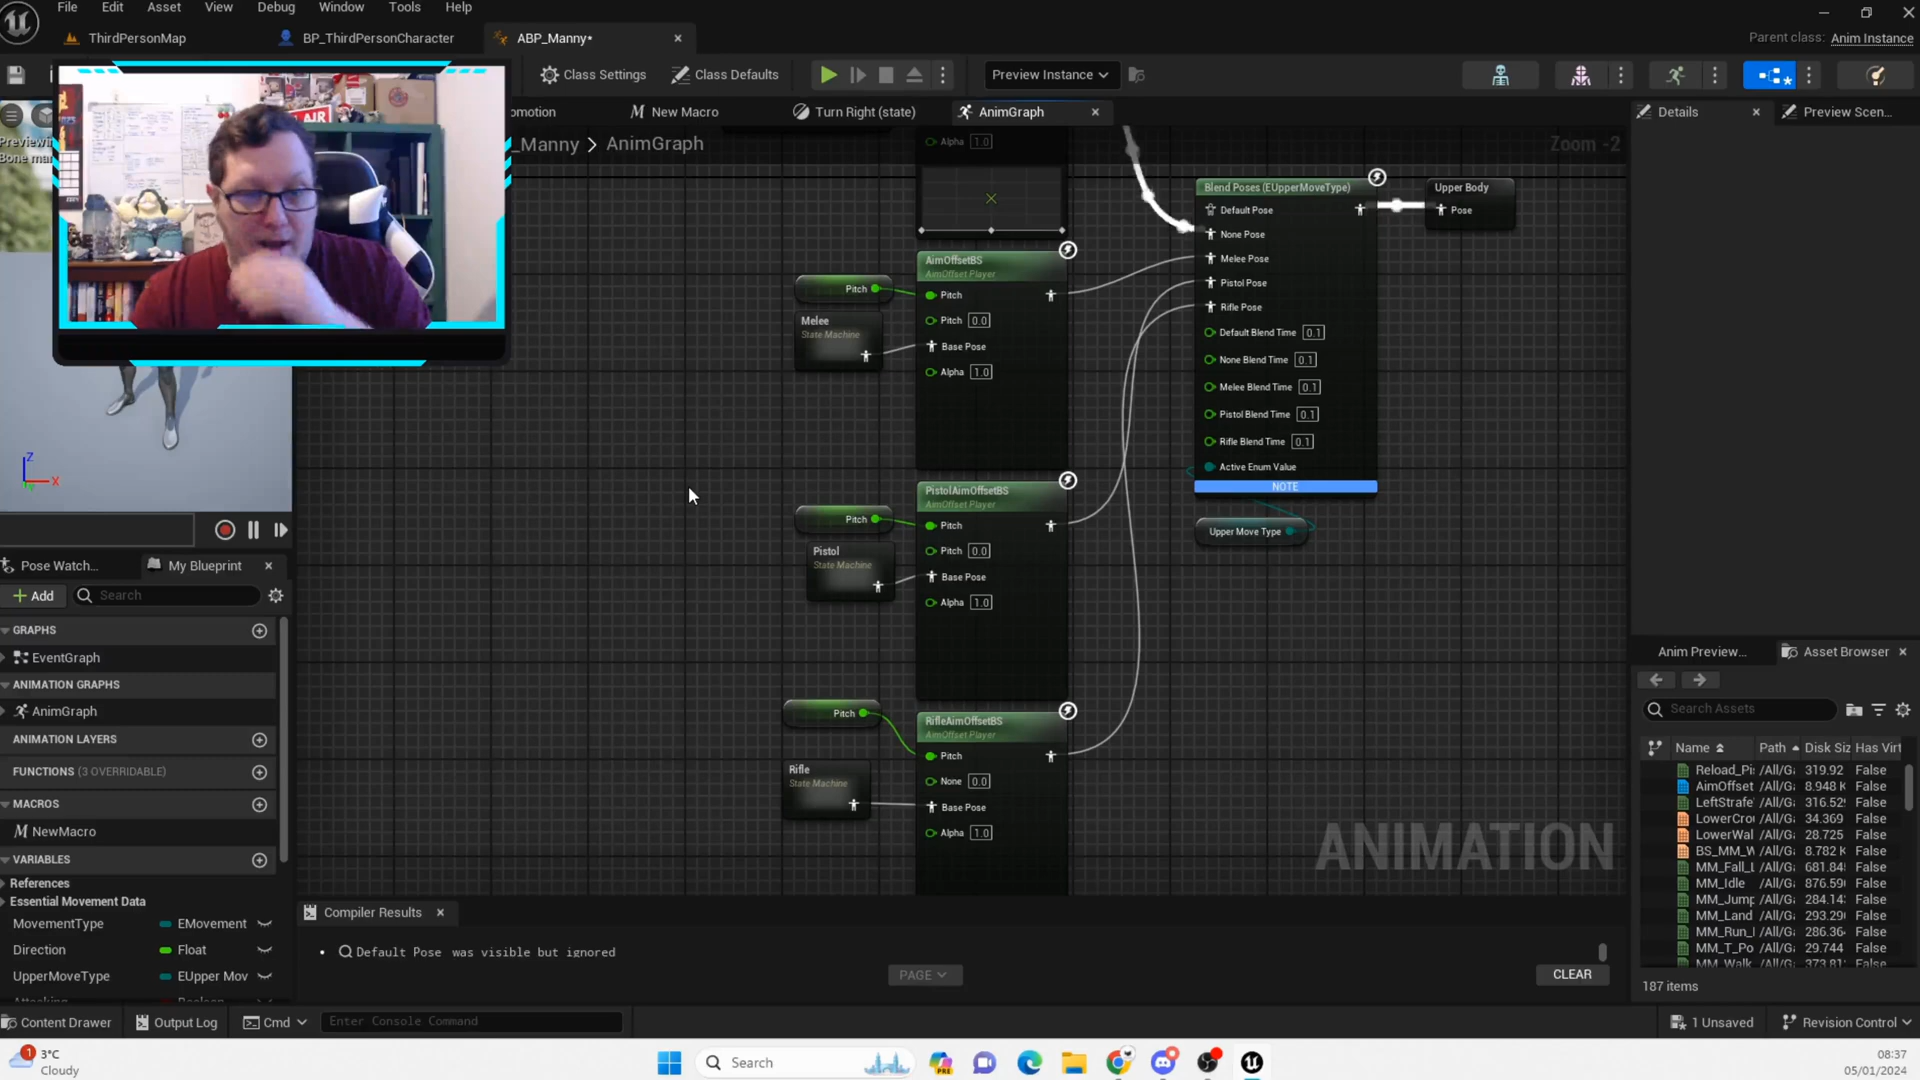 File Edit Asset View Debug Window Tools Help
ThirdPersonMap
BP_ThirdPersonCharacter
ABP_Manny*
Parent class: Anim Instance
Class Settings
Class Defaults
Preview Instance
New Macro
Turn Right (state)
AnimGraph
Details
Preview Scen...
_Manny > AnimGraph
Zoom -2
Alpha 1.0
AimOffsetBS
AimOffset Player
Pitch
Pitch
Pitch 0.0
Base Pose
Alpha 1.0
Melee
State Machine
PistolAimOffsetBS
AimOffset Player
Pitch
Pitch
Pitch 0.0
Base Pose
Alpha 1.0
Pistol
State Machine
RifleAimOffsetBS
AimOffset Player
Pitch
Pitch
None 0.0
Base Pose
Alpha 1.0
Rifle
State Machine
Blend Poses (EUpperMoveType)
Default Pose
None Pose
Melee Pose
Pistol Pose
Rifle Pose
Default Blend Time 0.1
None Blend Time 0.1
Melee Blend Time 0.1
Pistol Blend Time 0.1
Rifle Blend Time 0.1
Active Enum Value
NOTE
Upper Move Type
Upper Body
Pose
ANIMATION
Z
X
Pose Watch...
My Blueprint
Add
Search
GRAPHS
EventGraph
ANIMATION GRAPHS
AnimGraph
ANIMATION LAYERS
FUNCTIONS (3 OVERRIDABLE)
MACROS
NewMacro
VARIABLES
References
Essential Movement Data
MovementType EMovement
Direction Float
UpperMoveType EUpper Mov
Compiler Results
Default Pose was visible but ignored
PAGE
CLEAR
Anim Preview...
Asset Browser
Search Assets
Name Path Disk Siz Has Virt
Reload_Pi /All/G 319.92 False
AimOffset /All/G 8.948 K False
LeftStrafe /All/G 316.52 False
LowerCro /All/G 34.369 False
LowerWal /All/G 28.725 False
BS_MM_W /All/G 8.782 K False
MM_Fall_L /All/G 681.84 False
MM_Idle /All/G 876.59 False
MM_Jump /All/G 284.14 False
MM_Land /All/G 293.29 False
MM_Run_ /All/G 286.36 False
MM_T_Po /All/G 29.744 False
MM_Walk /All/G 373.81 False
187 items
Content Drawer
Output Log
Cmd
Enter Console Command
1 Unsaved
Revision Control
1
3°C
Cloudy
Search
PRE
08:37
05/01/2024